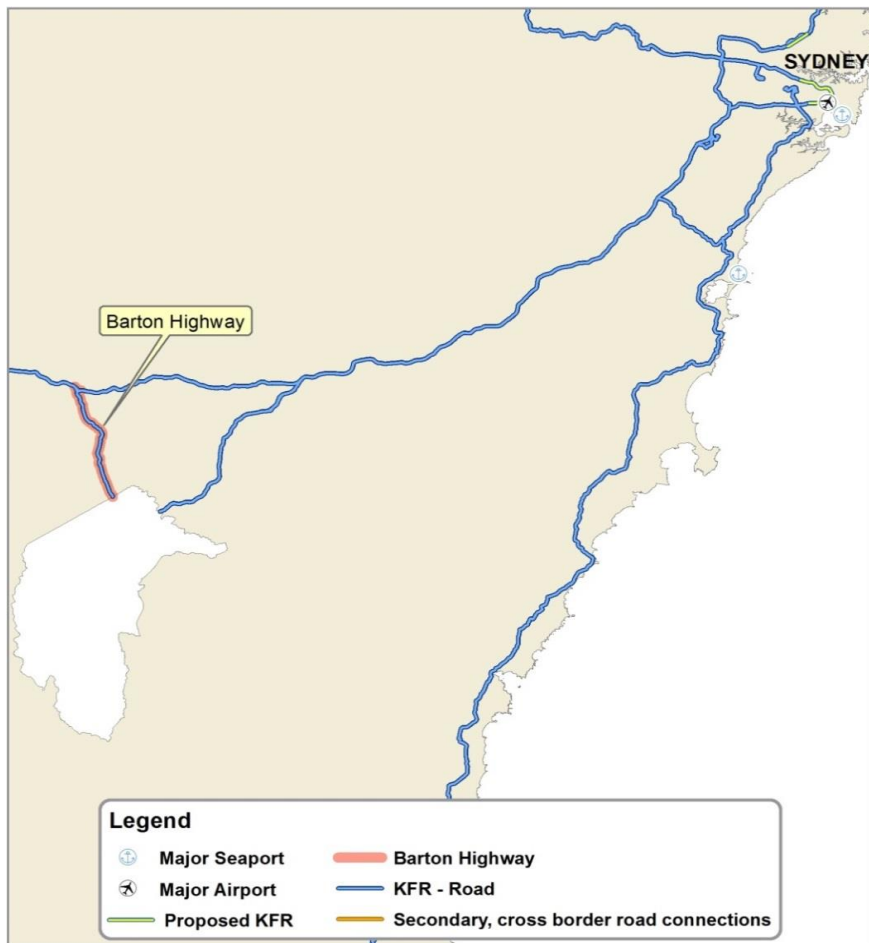 SYDNEY
Barton Highway
Legend
Major Seaport
Barton Highway
Major Airport
KFR - Road
Proposed KFR
Secondary, cross border road connections